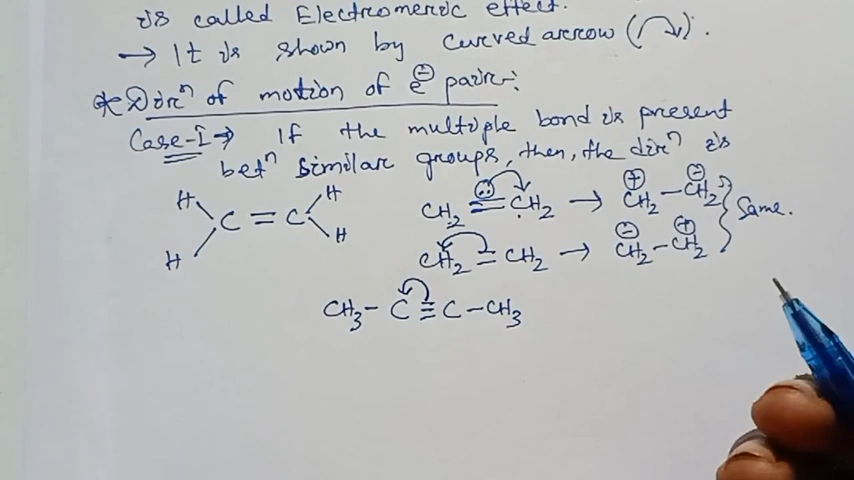 is called Electromeric effect.
→ It is shown by curved arrow (⤵).
* Dirⁿ of motion of e⊖ pair:
Case-I → If the multiple bond is present
betⁿ similar groups, then, the dirⁿ is
H H
C = C
H H
CH₂ = CH₂ → ⊕CH₂ – ⊖CH₂
CH₂ = CH₂ → ⊖CH₂ – ⊕CH₂
} Same.
CH₃ – C ≡ C – CH₃